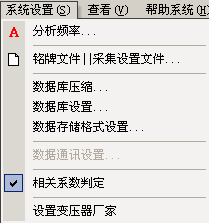 系统设置(S) 查看(V) 帮助系统(H)
A 分析频率...
铭牌文件||采集设置文件...
数据库压缩...
数据库设置...
数据存储格式设置...
数据通讯设置...
相关系数判定
设置变压器厂家